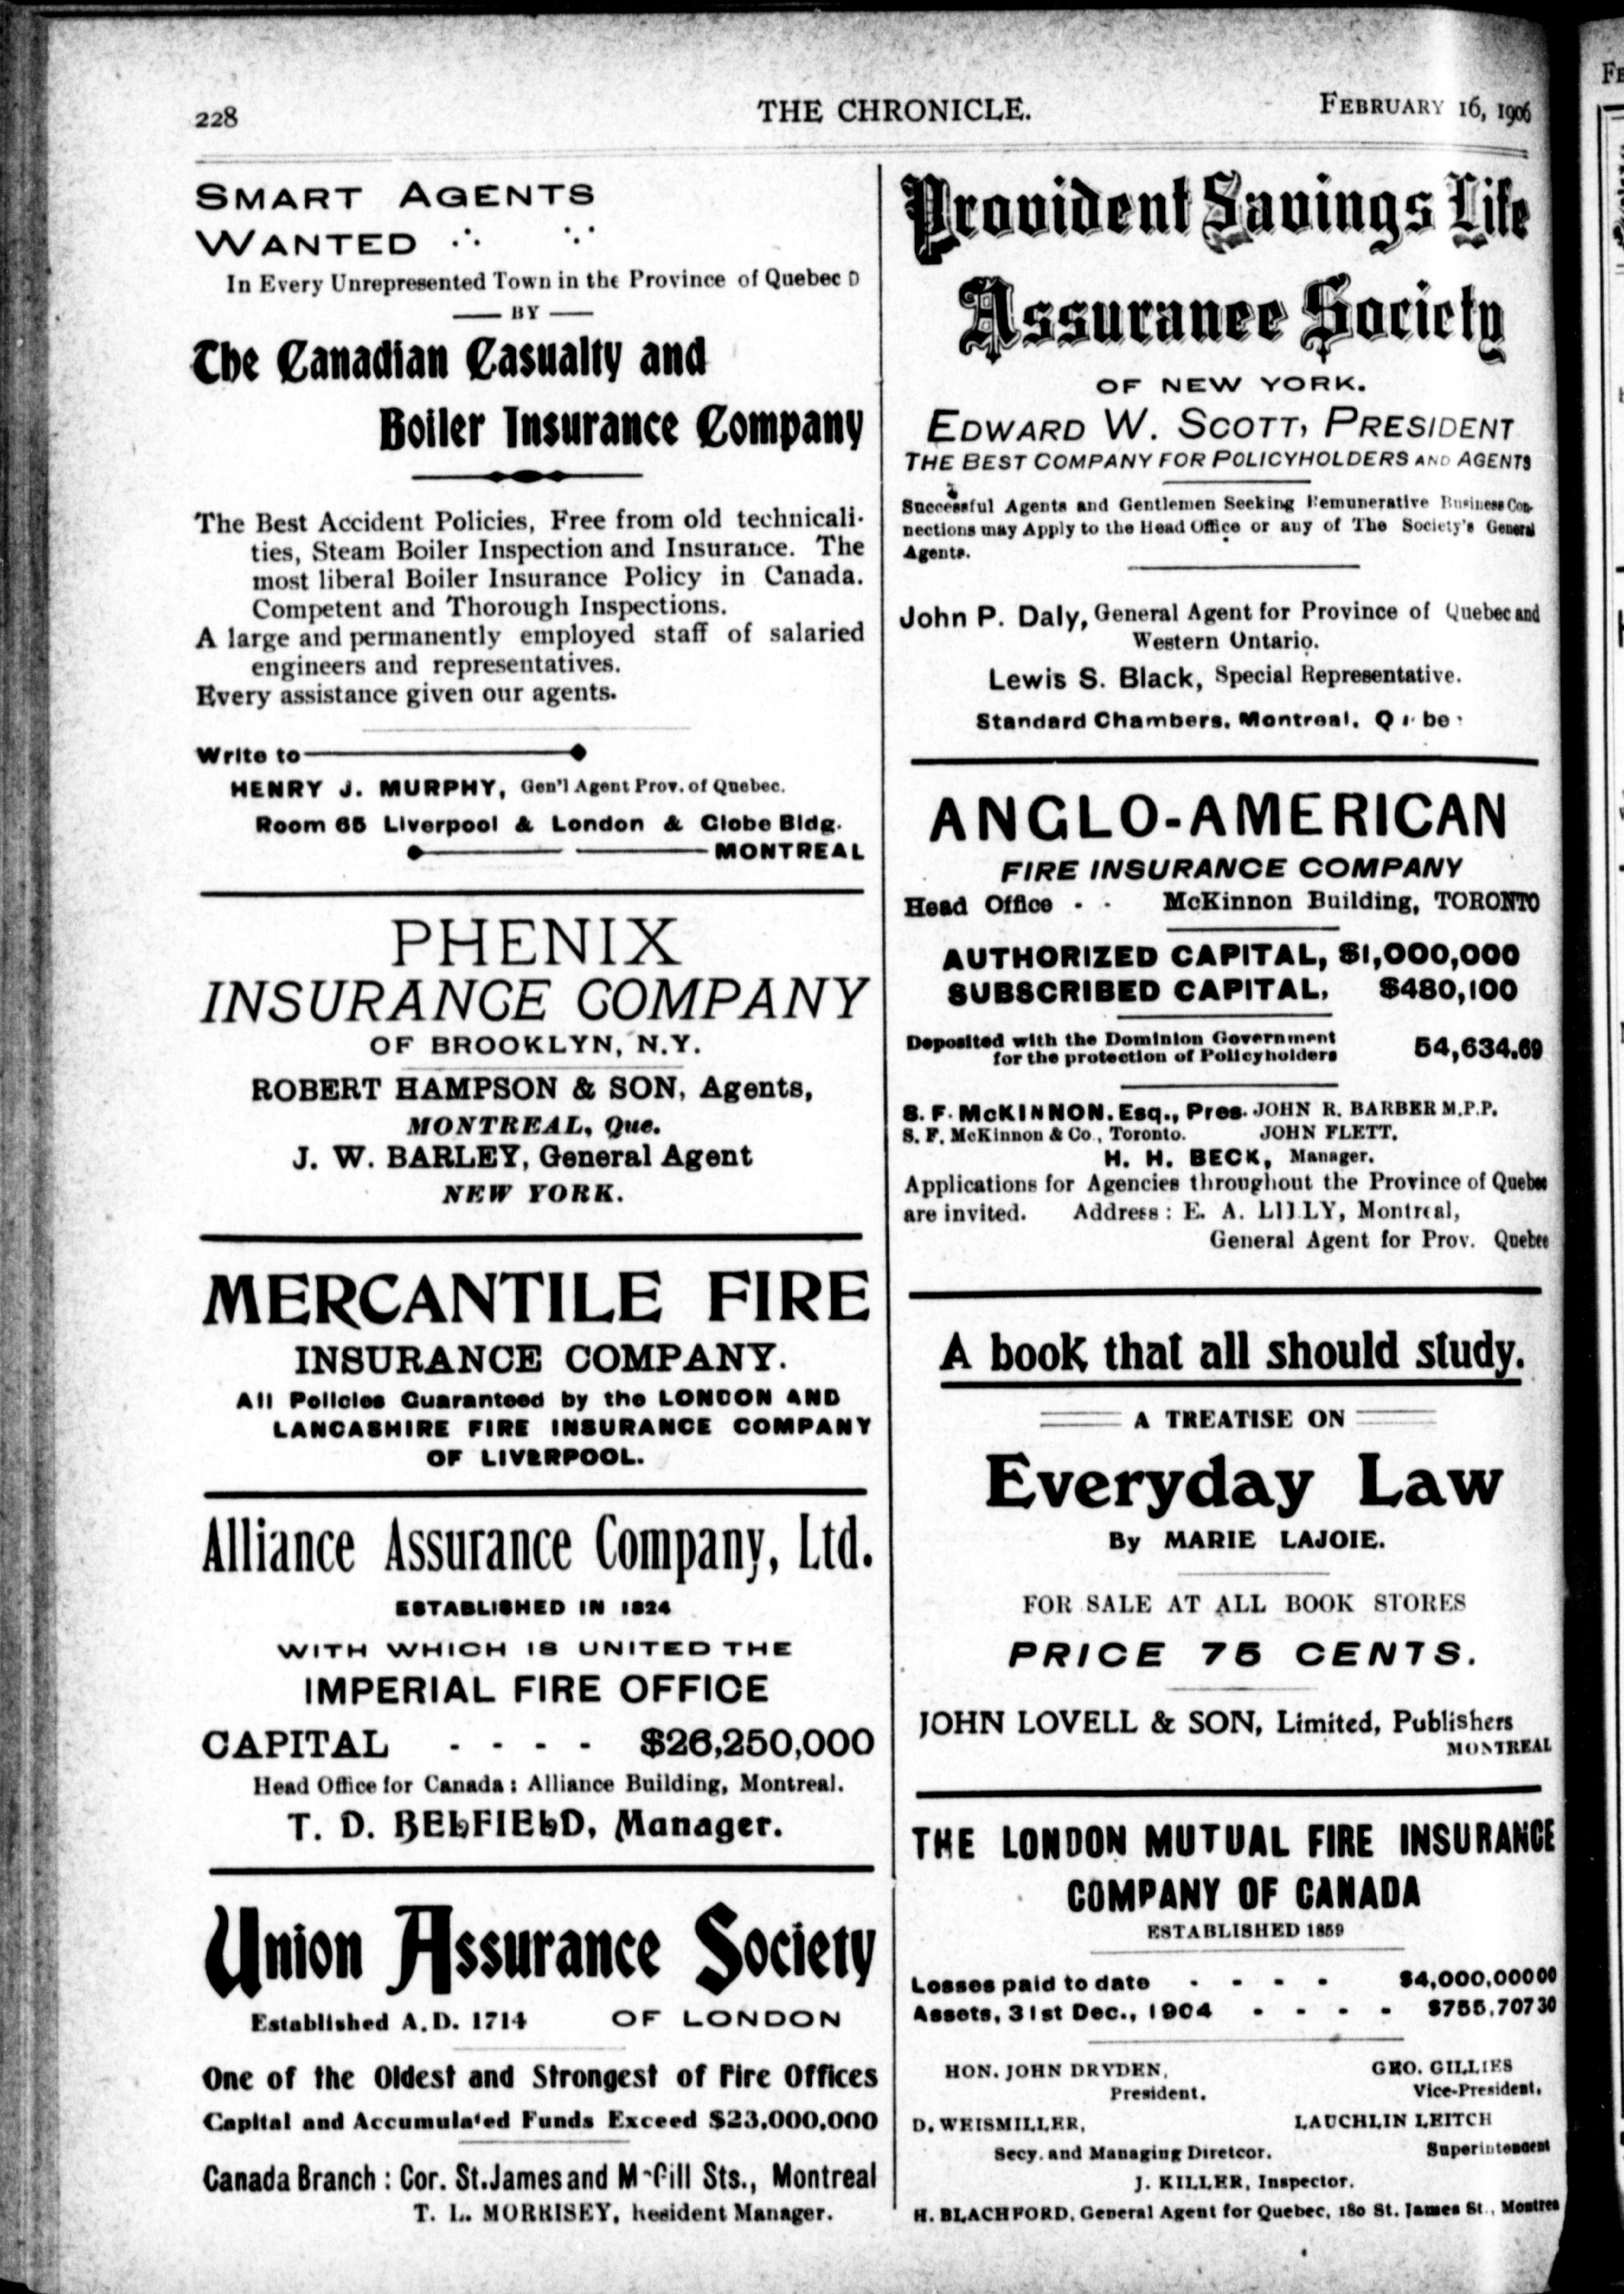 228
THE CHRONICLE.
FEBRUARY 16, 1906
SMART AGENTS
WANTED
In Every Unrepresented Town in the Province of Quebec D
BY
The Canadian Casualty and
Boiler Insurance Company
The Best Accident Policies, Free from old technicali-
ties, Steam Boiler Inspection and Insurance. The
most liberal Boiler Insurance Policy in Canada.
Competent and Thorough Inspections.
A large and permanently employed staff of salaried
engineers and representatives.
Every assistance given our agents.
Write to
HENRY J. MURPHY, Gen'l Agent Prov. of Quebec.
Room 65 Liverpool & London & Globe Bldg.
MONTREAL
PHENIX
INSURANCE COMPANY
OF BROOKLYN, N.Y.
ROBERT HAMPSON & SON, Agents,
MONTREAL, Que.
J. W. BARLEY, General Agent
NEW YORK.
MERCANTILE FIRE
INSURANCE COMPANY.
All Policies Guaranteed by the LONDON AND
LANCASHIRE FIRE INSURANCE COMPANY
OF LIVERPOOL.
Alliance Assurance Company, Ltd.
ESTABLISHED IN 1824
WITH WHICH IS UNITED THE
IMPERIAL FIRE OFFICE
CAPITAL - - - - $26,250,000
Head Office for Canada: Alliance Building, Montreal.
T. D. BELFIELD, Manager.
Union Assurance Society
Established A.D. 1714 OF LONDON
One of the Oldest and Strongest of Fire Offices
Capital and Accumulated Funds Exceed $23,000,000
Canada Branch: Cor. St.James and McGill Sts., Montreal
T. L. MORRISEY, Resident Manager.
Provident Savings Life
Assurance Society
OF NEW YORK.
EDWARD W. SCOTT, PRESIDENT
THE BEST COMPANY FOR POLICYHOLDERS AND AGENTS
Successful Agents and Gentlemen Seeking Remunerative Business Con-
nections may Apply to the Head Office or any of The Society's General
Agents.
John P. Daly, General Agent for Province of Quebec and
Western Ontario.
Lewis S. Black, Special Representative.
Standard Chambers, Montreal,
ANGLO-AMERICAN
FIRE INSURANCE COMPANY
Head Office - - McKinnon Building, TORONTO
AUTHORIZED CAPITAL, $1,000,000
SUBSCRIBED CAPITAL, $480,100
Deposited with the Dominion Government
for the protection of Policyholders 54,634.69
S. F. McKINNON, Esq., Pres. JOHN R. BARBER M.P.P.
S. F. McKinnon & Co., Toronto. JOHN FLETT.
H. H. BECK, Manager.
Applications for Agencies throughout the Province of Quebec
are invited. Address: E. A. LILLY, Montreal,
General Agent for Prov. Quebec
A book that all should study.
A TREATISE ON
Everyday Law
By MARIE LAJOIE.
FOR SALE AT ALL BOOK STORES
PRICE 75 CENTS.
JOHN LOVELL & SON, Limited, Publishers
MONTREAL
THE LONDON MUTUAL FIRE INSURANCE
COMPANY OF CANADA
ESTABLISHED 1859
Losses paid to date - - - - $4,000,000 00
Assets, 31st Dec., 1904 - - - - $755,707 30
HON. JOHN DRYDEN, GEO. GILLIES
President. Vice-President.
D. WEISMILLER, LAUCHLIN LEITCH
Secy. and Managing Diretcor. Superintendent
J. KILLER, Inspector.
H. BLACHFORD, General Agent for Quebec, 180 St. James St., Montrea